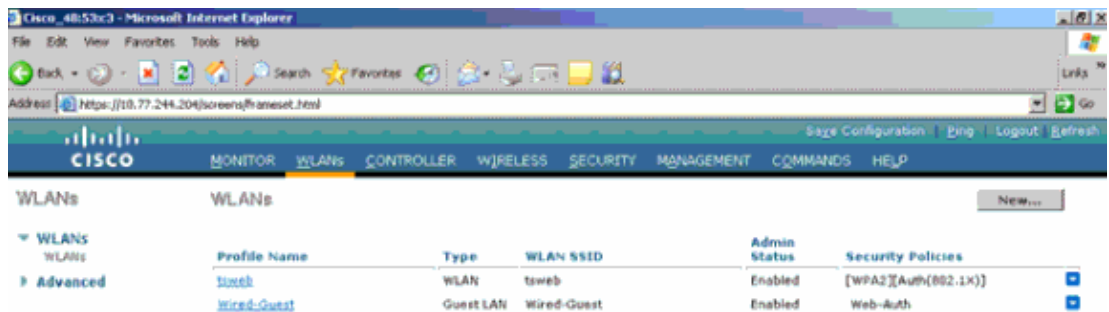 Cisco_48:53:c3 - Microsoft Internet Explorer
File Edit View Favorites Tools Help
Back Search Favorites Links
Address https://10.77.244.204/screens/frameset.html Go
Save Configuration | Ping | Logout | Refresh
CISCO MONITOR WLANs CONTROLLER WIRELESS SECURITY MANAGEMENT COMMANDS HELP
WLANs WLANs New...
WLANs
WLANs
Advanced
Profile Name Type WLAN SSID Admin Status Security Policies
tsweb WLAN tsweb Enabled [WPA2][Auth(802.1X)]
Wired-Guest Guest LAN Wired-Guest Enabled Web-Auth